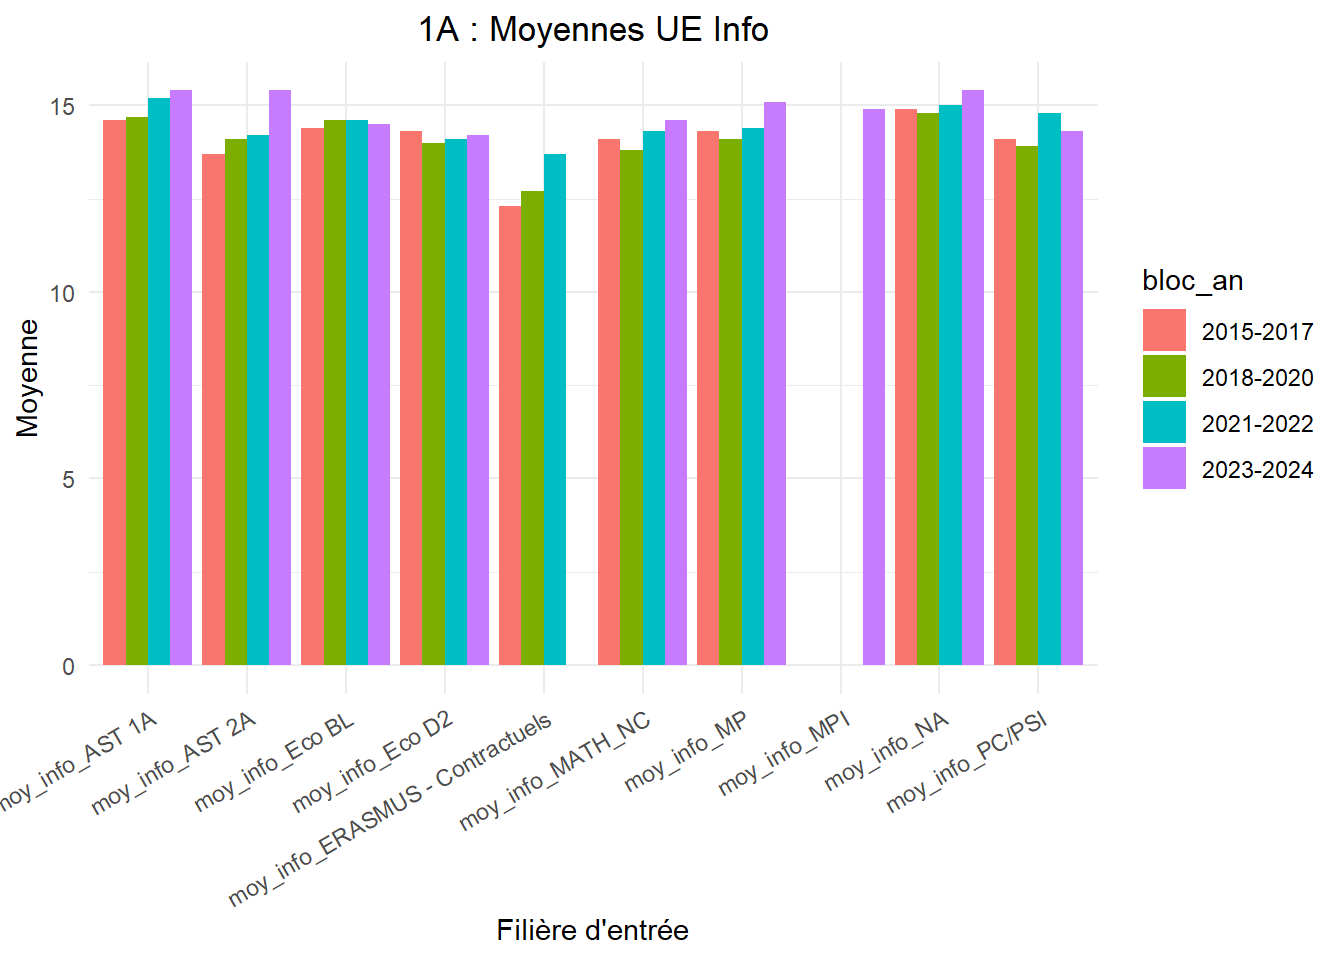 1A : Moyennes UE Info
15
10
5
0
Moyenne
moy_info_AST 1A
moy_info_AST 2A
moy_info_Eco BL
moy_info_Eco D2
moy_info_ERASMUS - Contractuels
moy_info_MATH_NC
moy_info_MP
moy_info_MPI
moy_info_NA
moy_info_PC/PSI
Filière d'entrée
bloc_an
2015-2017
2018-2020
2021-2022
2023-2024